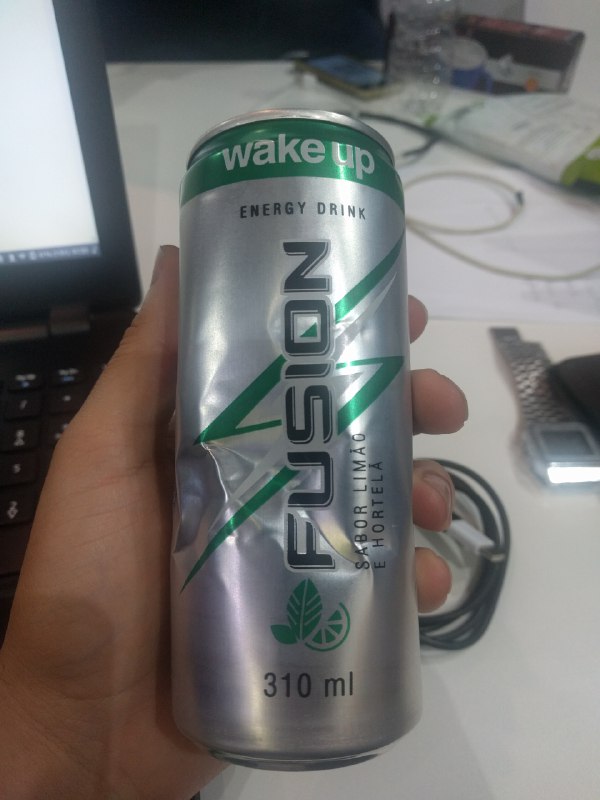 wake up
ENERGY DRINK
FUSION
SABOR LIMÃO
E HORTELÃ
310 ml